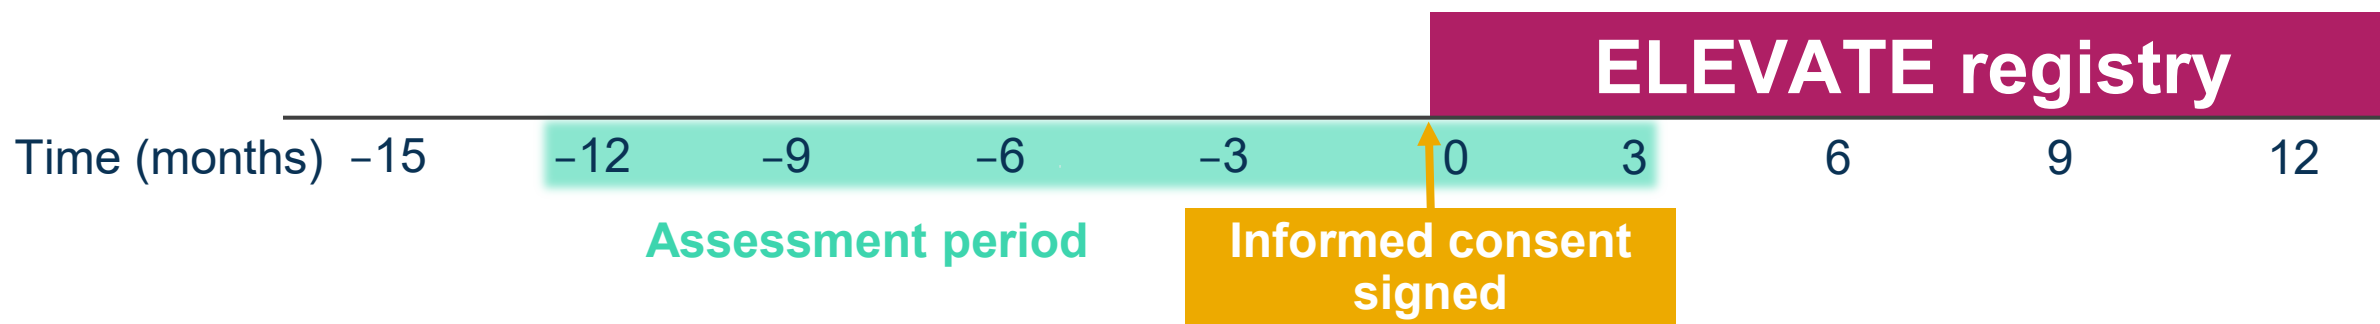 ELEVATE registry
Time (months) –15 –12 –9 –6 –3 0 3 6 9 12
Assessment period
Informed consent
signed